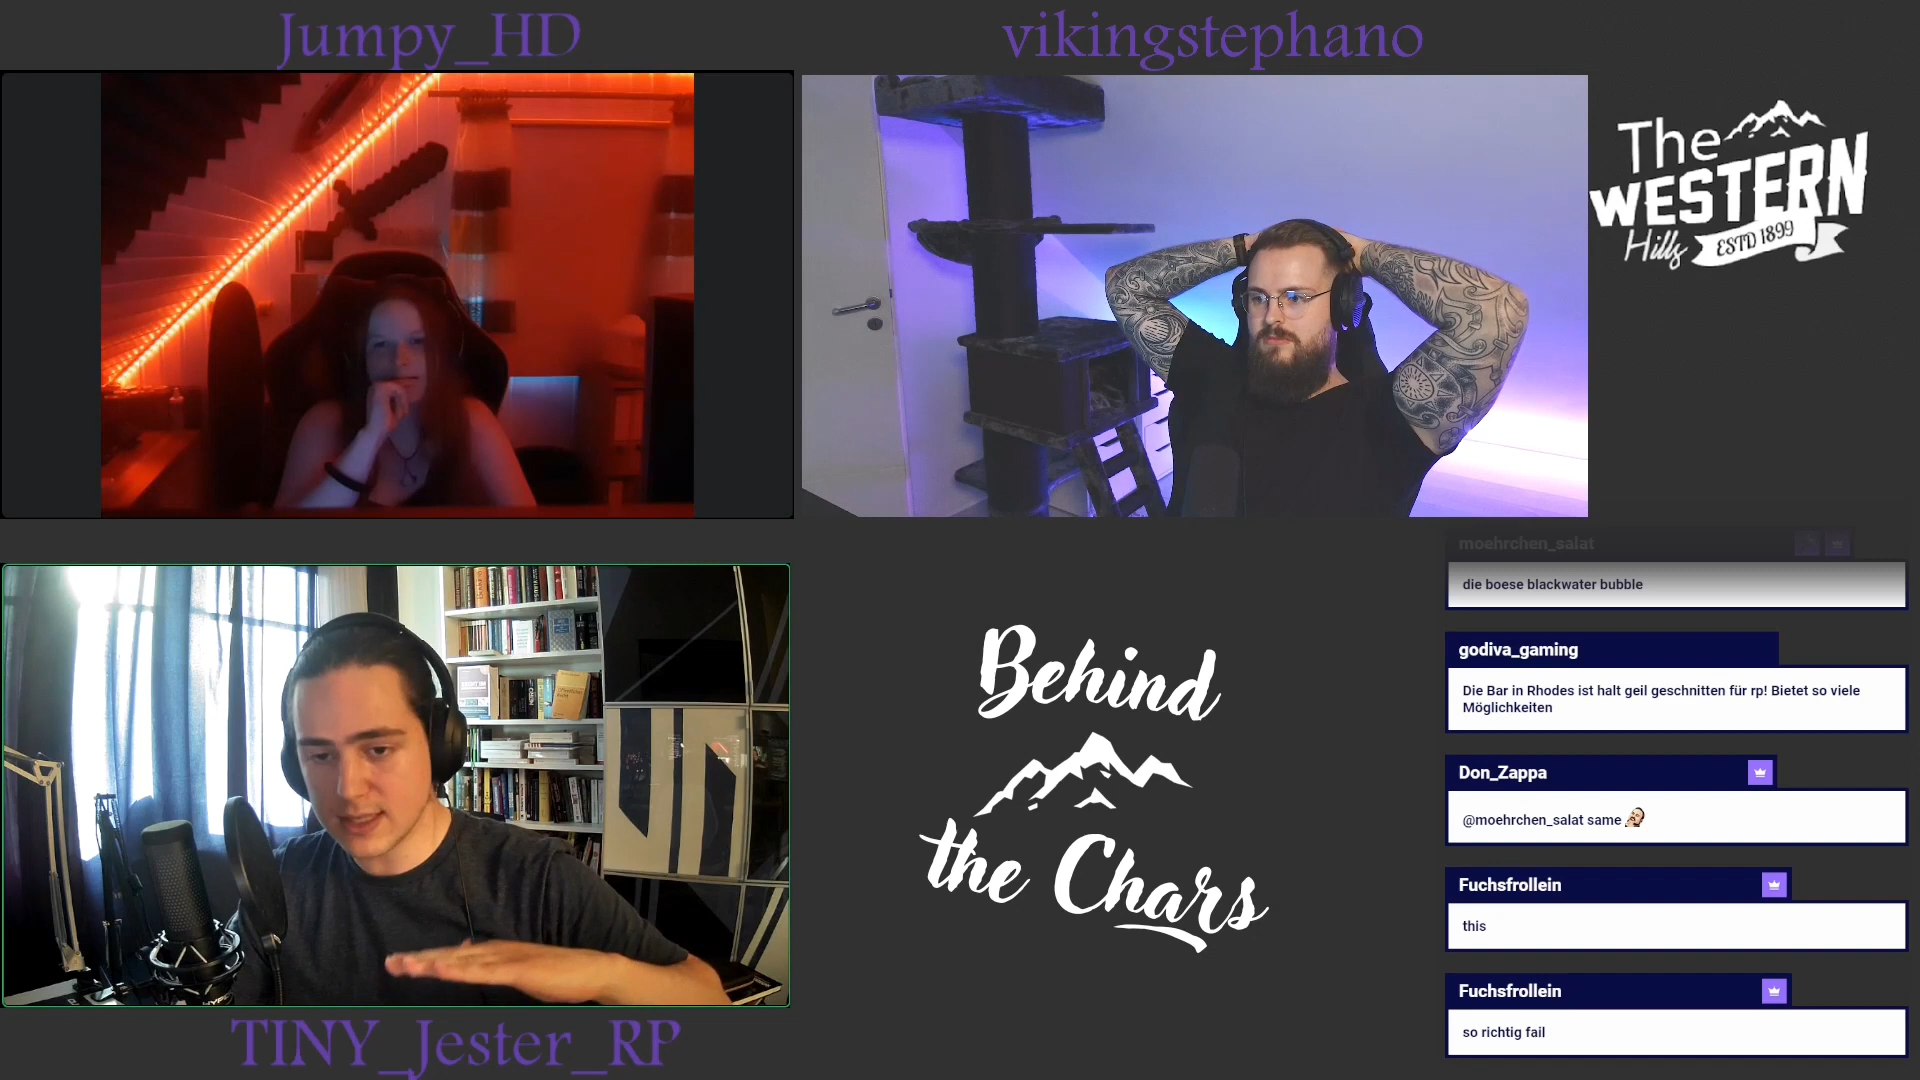 Jumpy_HD
vikingstephano
The
WESTERN
Hills
ESTD 1899
moehrchen_salat
die boese blackwater bubble
godiva_gaming
Die Bar in Rhodes ist halt geil geschnitten für rp! Bietet so viele
Möglichkeiten
Don_Zappa
@moehrchen_salat same
Fuchsfrollein
this
Fuchsfrollein
so richtig fail
Behind
the Chars
TINY_Jester_RP